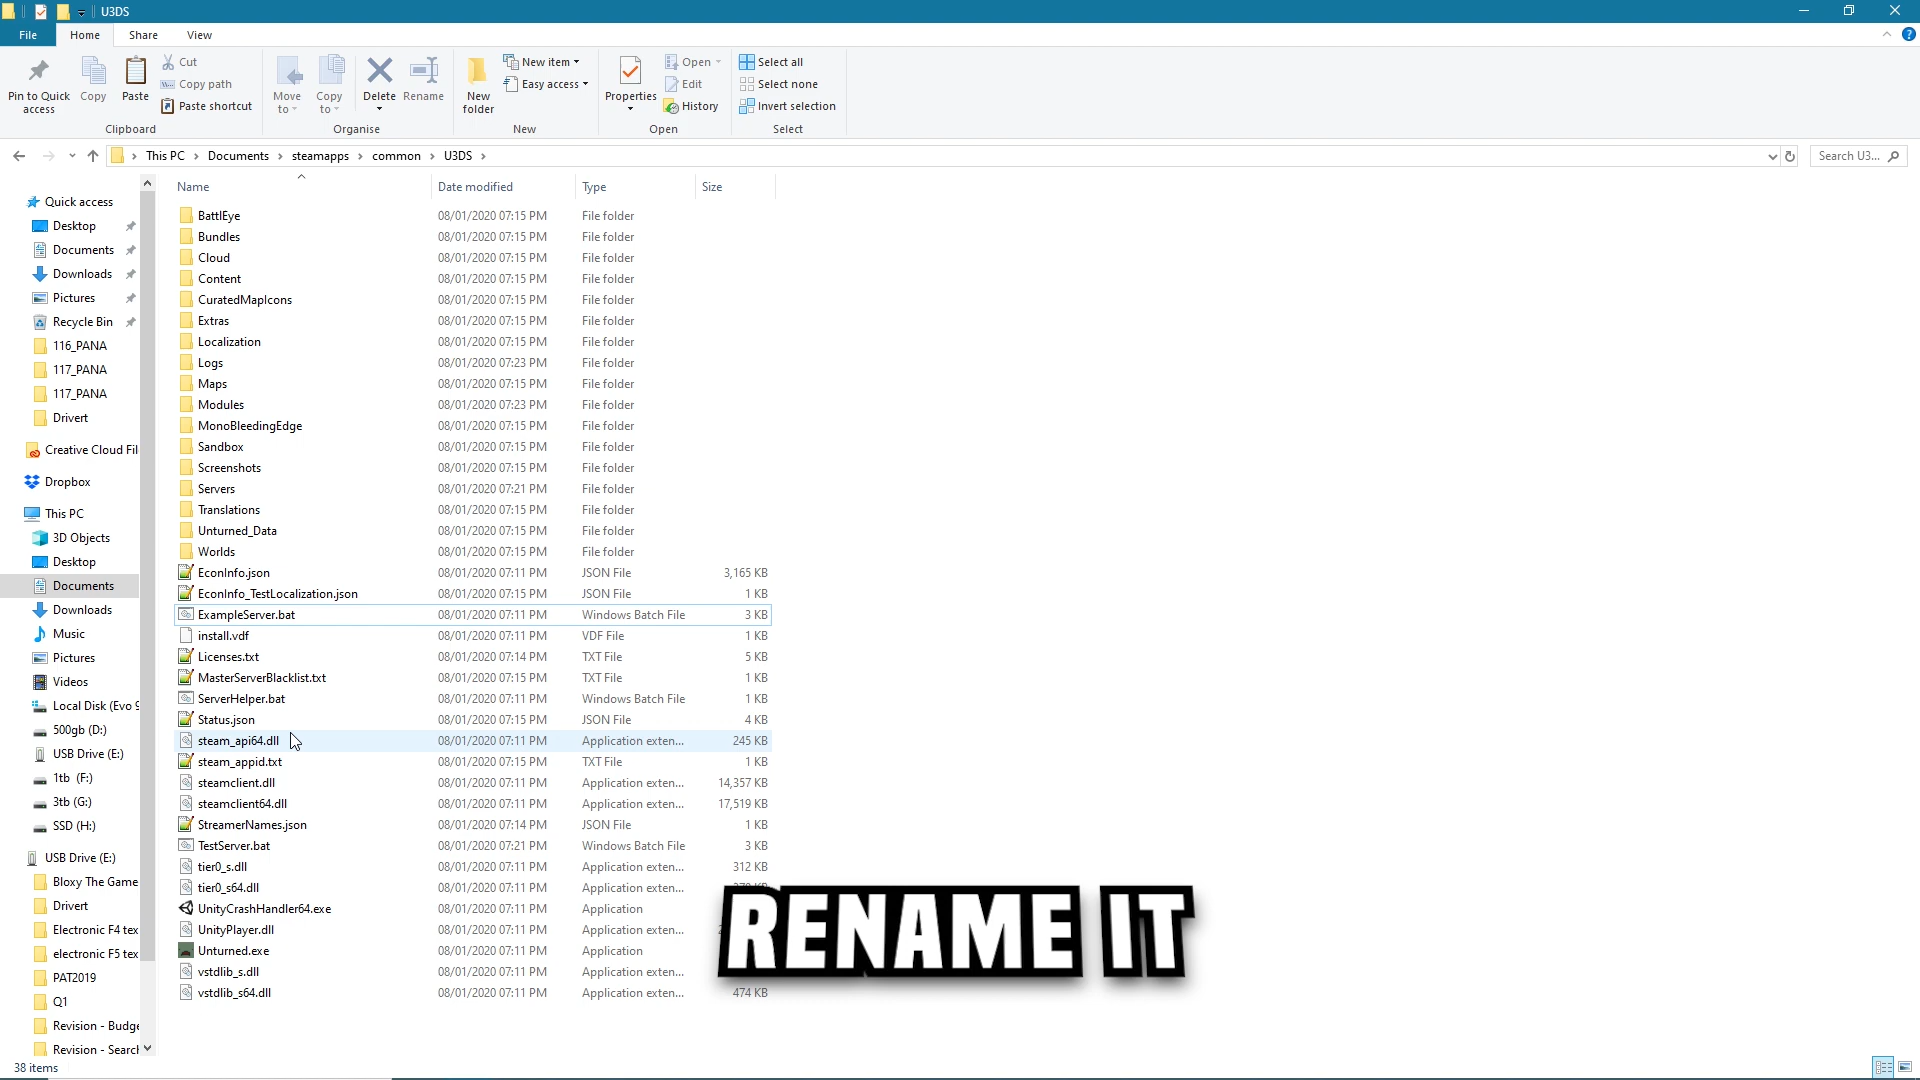 U3DS
File Home Share View
Pin to Quick access
Copy
Paste
Cut
Copy path
Paste shortcut
Clipboard
Move to
Copy to
Delete
Rename
Organise
New folder
New item
Easy access
New
Properties
Open
Edit
History
Open
Select all
Select none
Invert selection
Select
This PC Documents steamapps common U3DS
Search U3...
Quick access
Desktop
Documents
Downloads
Pictures
Recycle Bin
116_PANA
117_PANA
117_PANA
Drivert
Creative Cloud Fil
Dropbox
This PC
3D Objects
Desktop
Documents
Downloads
Music
Pictures
Videos
Local Disk (Evo 9
500gb (D:)
USB Drive (E:)
1tb (F:)
3tb (G:)
SSD (H:)
USB Drive (E:)
Bloxy The Game
Drivert
Electronic F4 tex
electronic F5 tex
PAT2019
Q1
Revision - Budge
Revision - Search
Name Date modified Type Size
BattlEye 08/01/2020 07:15 PM File folder
Bundles 08/01/2020 07:15 PM File folder
Cloud 08/01/2020 07:15 PM File folder
Content 08/01/2020 07:15 PM File folder
CuratedMapIcons 08/01/2020 07:15 PM File folder
Extras 08/01/2020 07:15 PM File folder
Localization 08/01/2020 07:15 PM File folder
Logs 08/01/2020 07:23 PM File folder
Maps 08/01/2020 07:15 PM File folder
Modules 08/01/2020 07:23 PM File folder
MonoBleedingEdge 08/01/2020 07:15 PM File folder
Sandbox 08/01/2020 07:15 PM File folder
Screenshots 08/01/2020 07:15 PM File folder
Servers 08/01/2020 07:21 PM File folder
Translations 08/01/2020 07:15 PM File folder
Unturned_Data 08/01/2020 07:15 PM File folder
Worlds 08/01/2020 07:15 PM File folder
EconInfo.json 08/01/2020 07:11 PM JSON File 3,165 KB
EconInfo_TestLocalization.json 08/01/2020 07:15 PM JSON File 1 KB
ExampleServer.bat 08/01/2020 07:11 PM Windows Batch File 3 KB
install.vdf 08/01/2020 07:11 PM VDF File 1 KB
Licenses.txt 08/01/2020 07:14 PM TXT File 5 KB
MasterServerBlacklist.txt 08/01/2020 07:15 PM TXT File 1 KB
ServerHelper.bat 08/01/2020 07:11 PM Windows Batch File 1 KB
Status.json 08/01/2020 07:15 PM JSON File 4 KB
steam_api64.dll 08/01/2020 07:11 PM Application exten... 245 KB
steam_appid.txt 08/01/2020 07:15 PM TXT File 1 KB
steamclient.dll 08/01/2020 07:11 PM Application exten... 14,357 KB
steamclient64.dll 08/01/2020 07:11 PM Application exten... 17,519 KB
StreamerNames.json 08/01/2020 07:14 PM JSON File 1 KB
TestServer.bat 08/01/2020 07:21 PM Windows Batch File 3 KB
tier0_s.dll 08/01/2020 07:11 PM Application exten... 312 KB
tier0_s64.dll 08/01/2020 07:11 PM Application exten...
UnityCrashHandler64.exe 08/01/2020 07:11 PM Application
UnityPlayer.dll 08/01/2020 07:11 PM Application exten...
Unturned.exe 08/01/2020 07:11 PM Application
vstdlib_s.dll 08/01/2020 07:11 PM Application exten...
vstdlib_s64.dll 08/01/2020 07:11 PM Application exten... 474 KB
RENAME IT
38 items